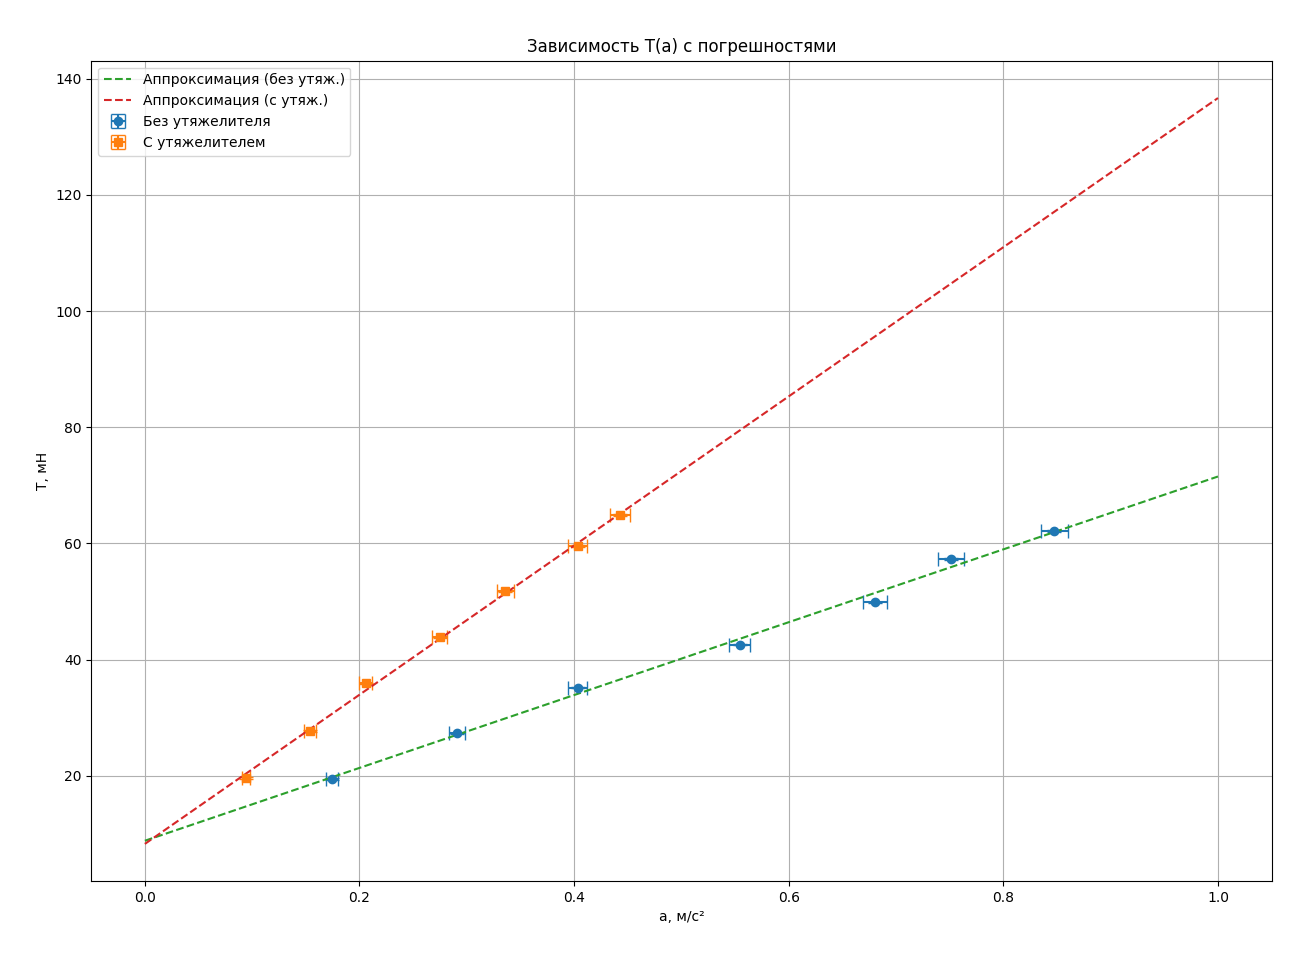 Зависимость T(a) с погрешностями
Аппроксимация (без утяж.)
Аппроксимация (с утяж.)
Без утяжелителя
С утяжелителем
140
120
100
80
60
40
20
T, мН
0.0 0.2 0.4 0.6 0.8 1.0
a, м/с²